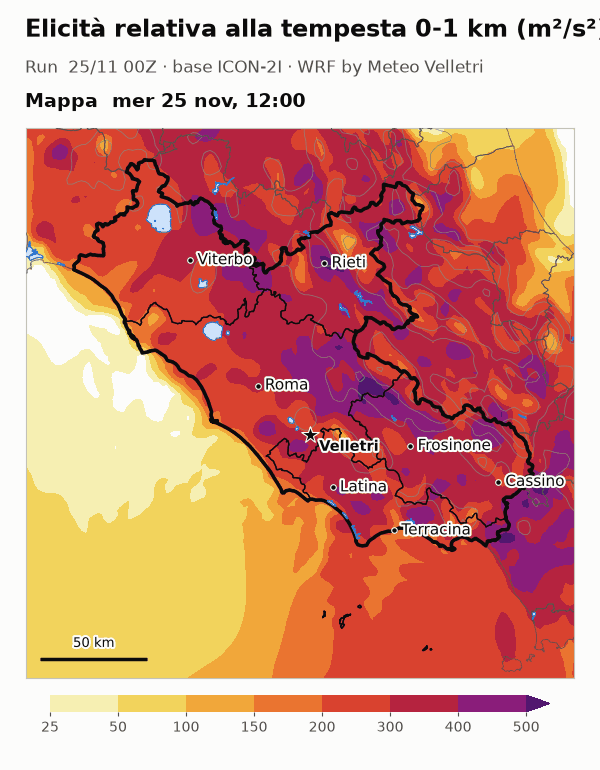 Elicità relativa alla tempesta 0-1 km (m²/s²)
Run 25/11 00Z · base ICON-2I · WRF by Meteo Velletri
Mappa mer 25 nov, 12:00
Viterbo
Rieti
Roma
Velletri
Frosinone
Cassino
Latina
Terracina
50 km
25 50 100 150 200 300 400 500